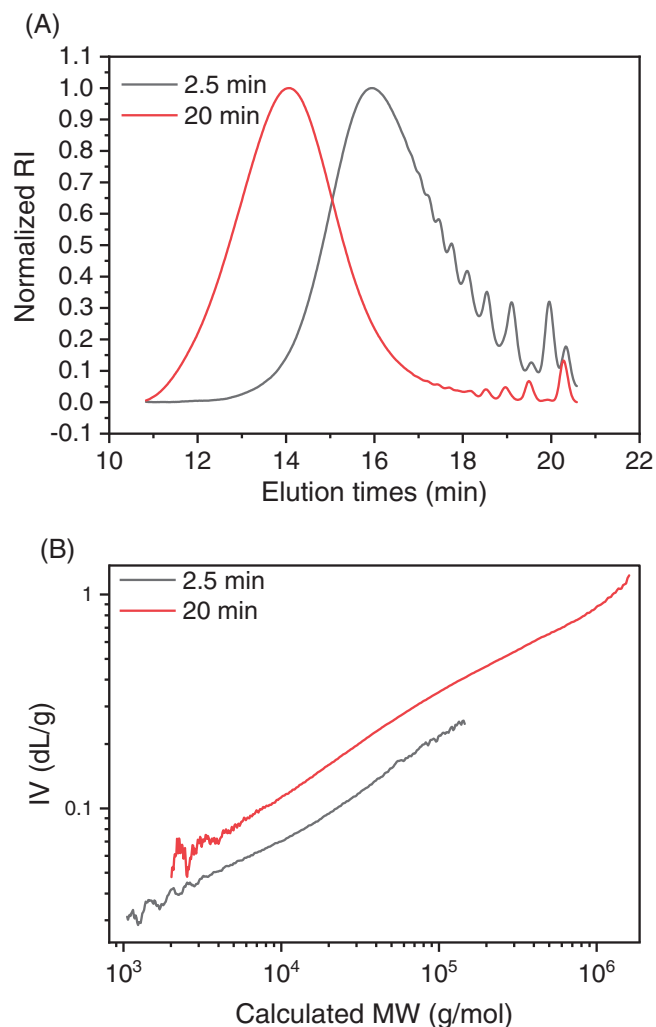 (A)
1.1
1.0
0.9
0.8
0.7
0.6
0.5
0.4
0.3
0.2
0.1
0.0
-0.1
Normalized RI
2.5 min
20 min
10 12 14 16 18 20 22
Elution times (min)
(B)
2.5 min
20 min
1
0.1
IV (dL/g)
10³ 10⁴ 10⁵ 10⁶
Calculated MW (g/mol)